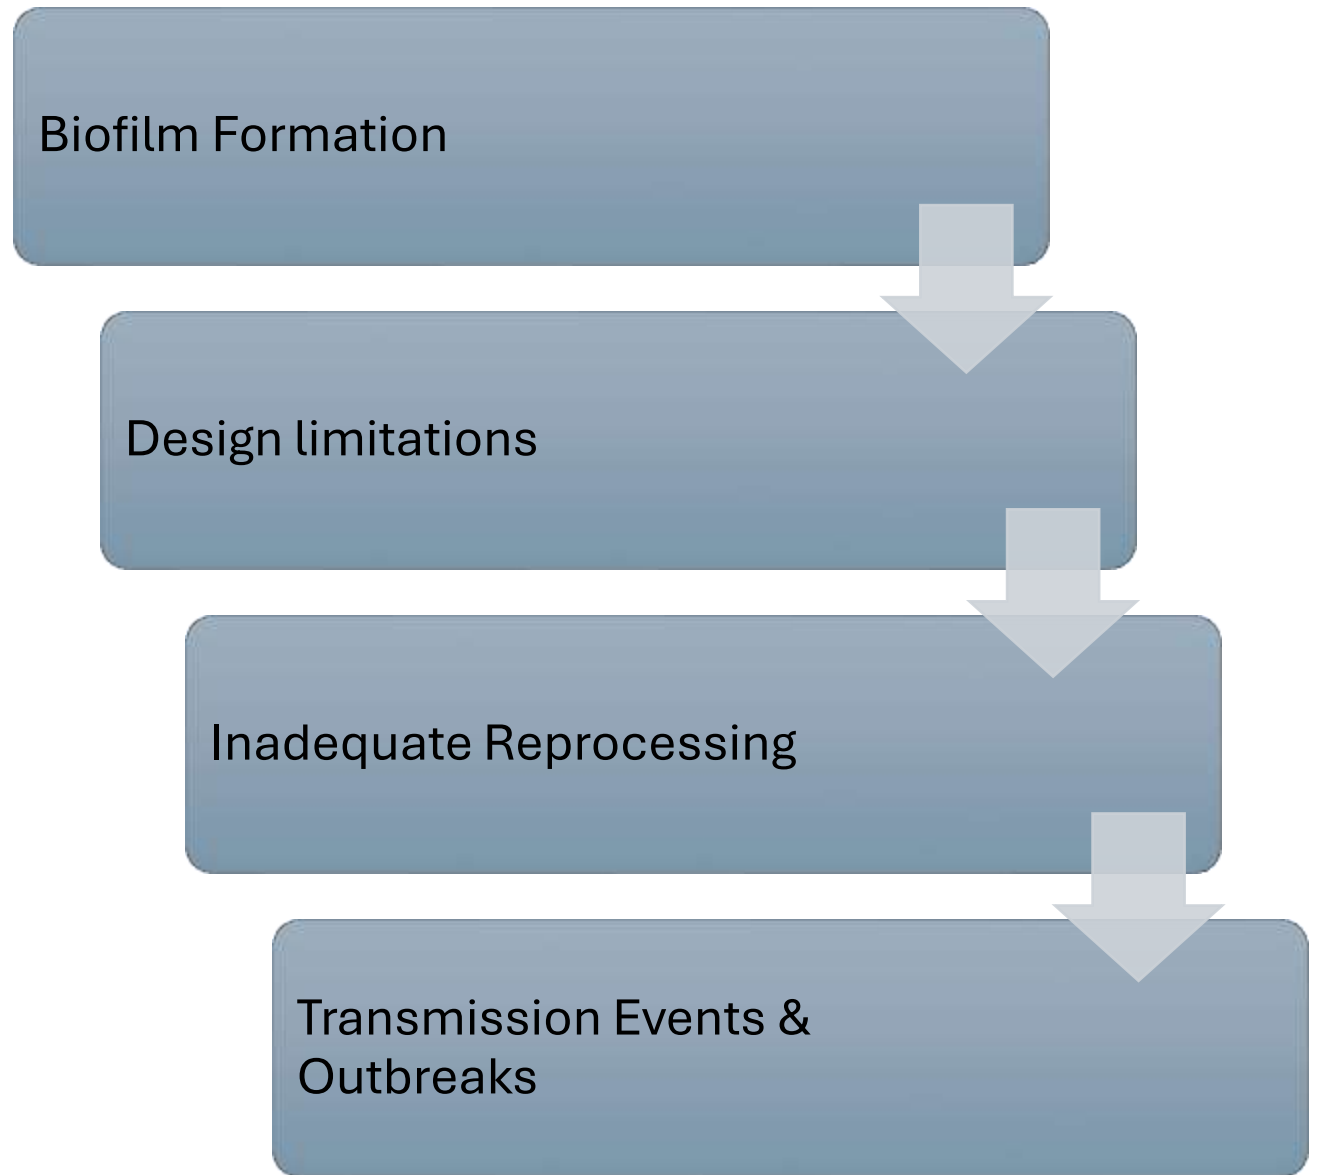 Biofilm Formation
Design limitations
Inadequate Reprocessing
Transmission Events &
Outbreaks